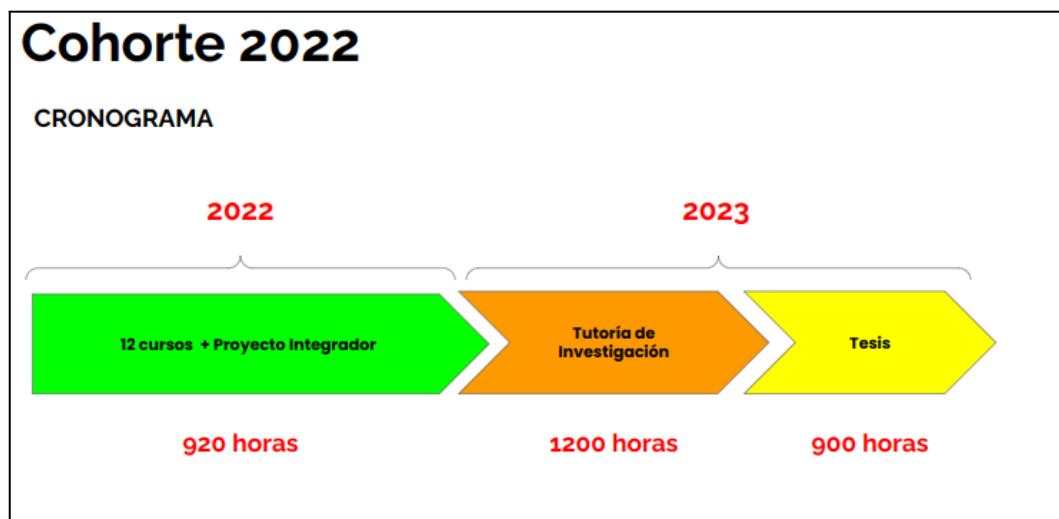 Cohorte 2022
CRONOGRAMA
2022
2023
12 cursos + Proyecto Integrador
Tutoría de
Investigación
Tesis
920 horas
1200 horas
900 horas